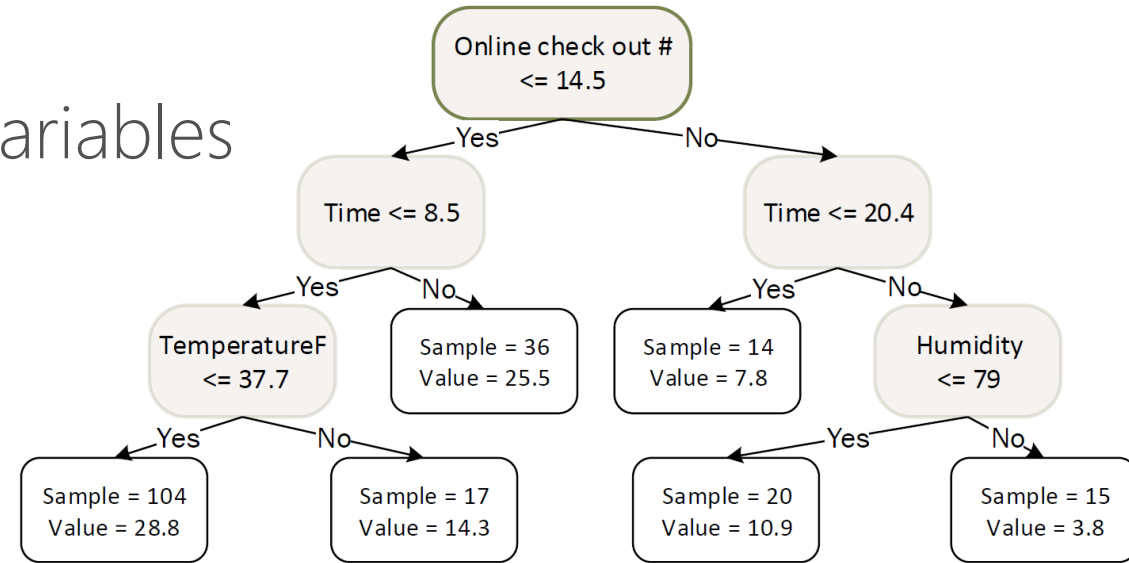 ariables
Online check out #
<= 14.5
Yes
No
Time <= 8.5
Time <= 20.4
Yes
No
Yes
No
TemperatureF
<= 37.7
Sample = 36
Value = 25.5
Sample = 14
Value = 7.8
Humidity
<= 79
Yes
No
Yes
No
Sample = 104
Value = 28.8
Sample = 17
Value = 14.3
Sample = 20
Value = 10.9
Sample = 15
Value = 3.8